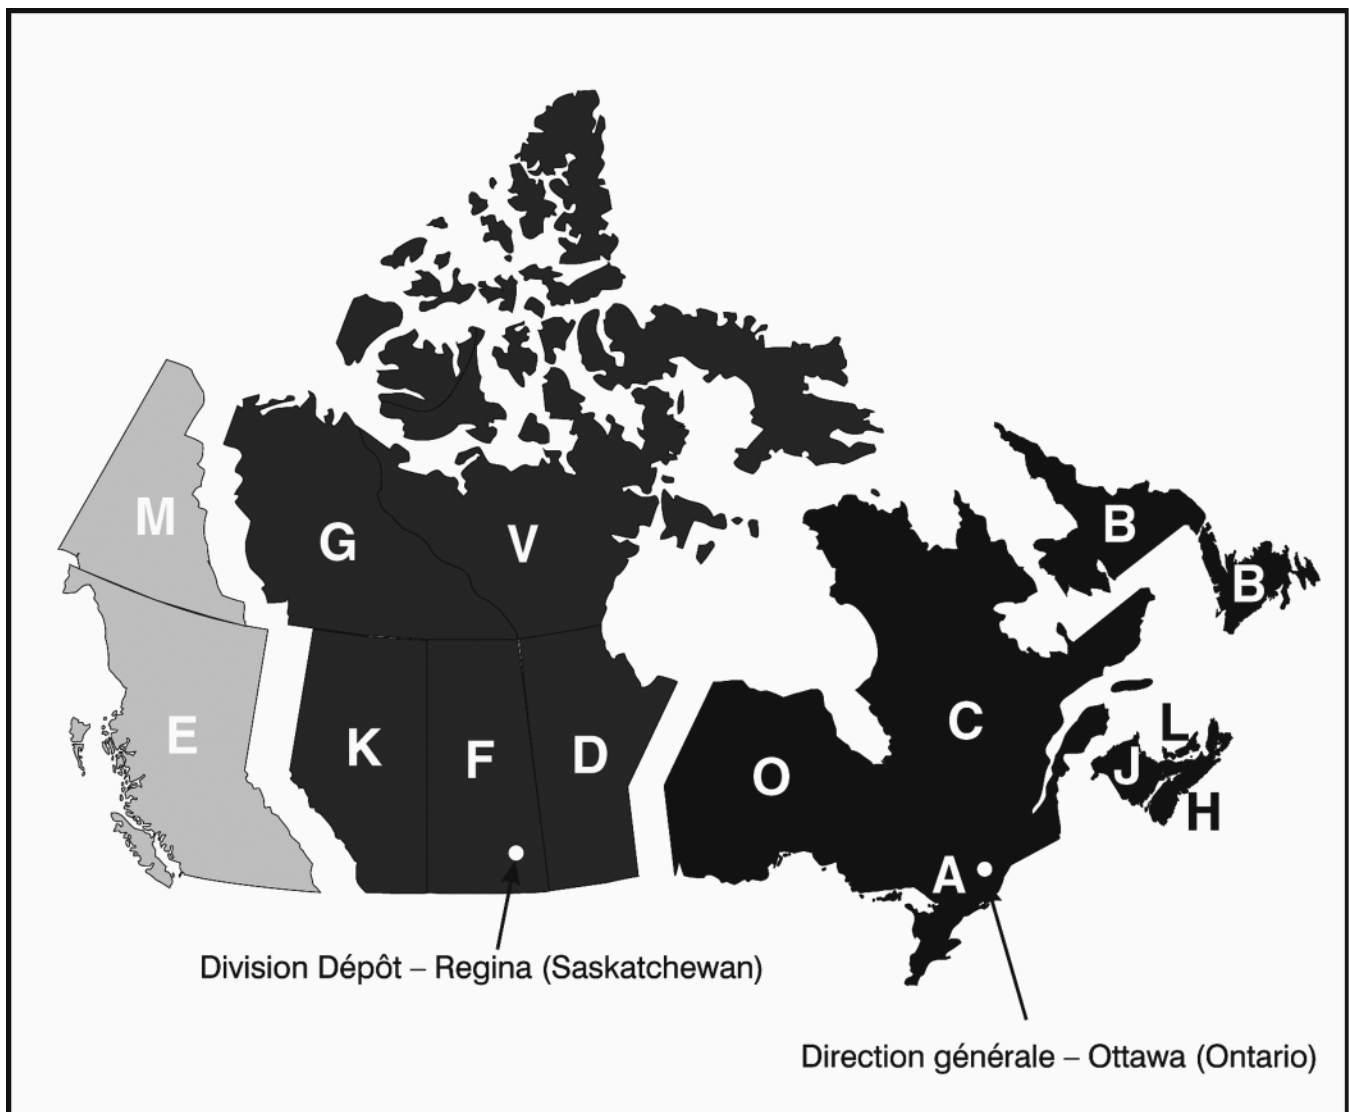 M
G
V
B
B
E
K
F
D
O
C
L
J
H
A
Division Dépôt – Regina (Saskatchewan)
Direction générale – Ottawa (Ontario)